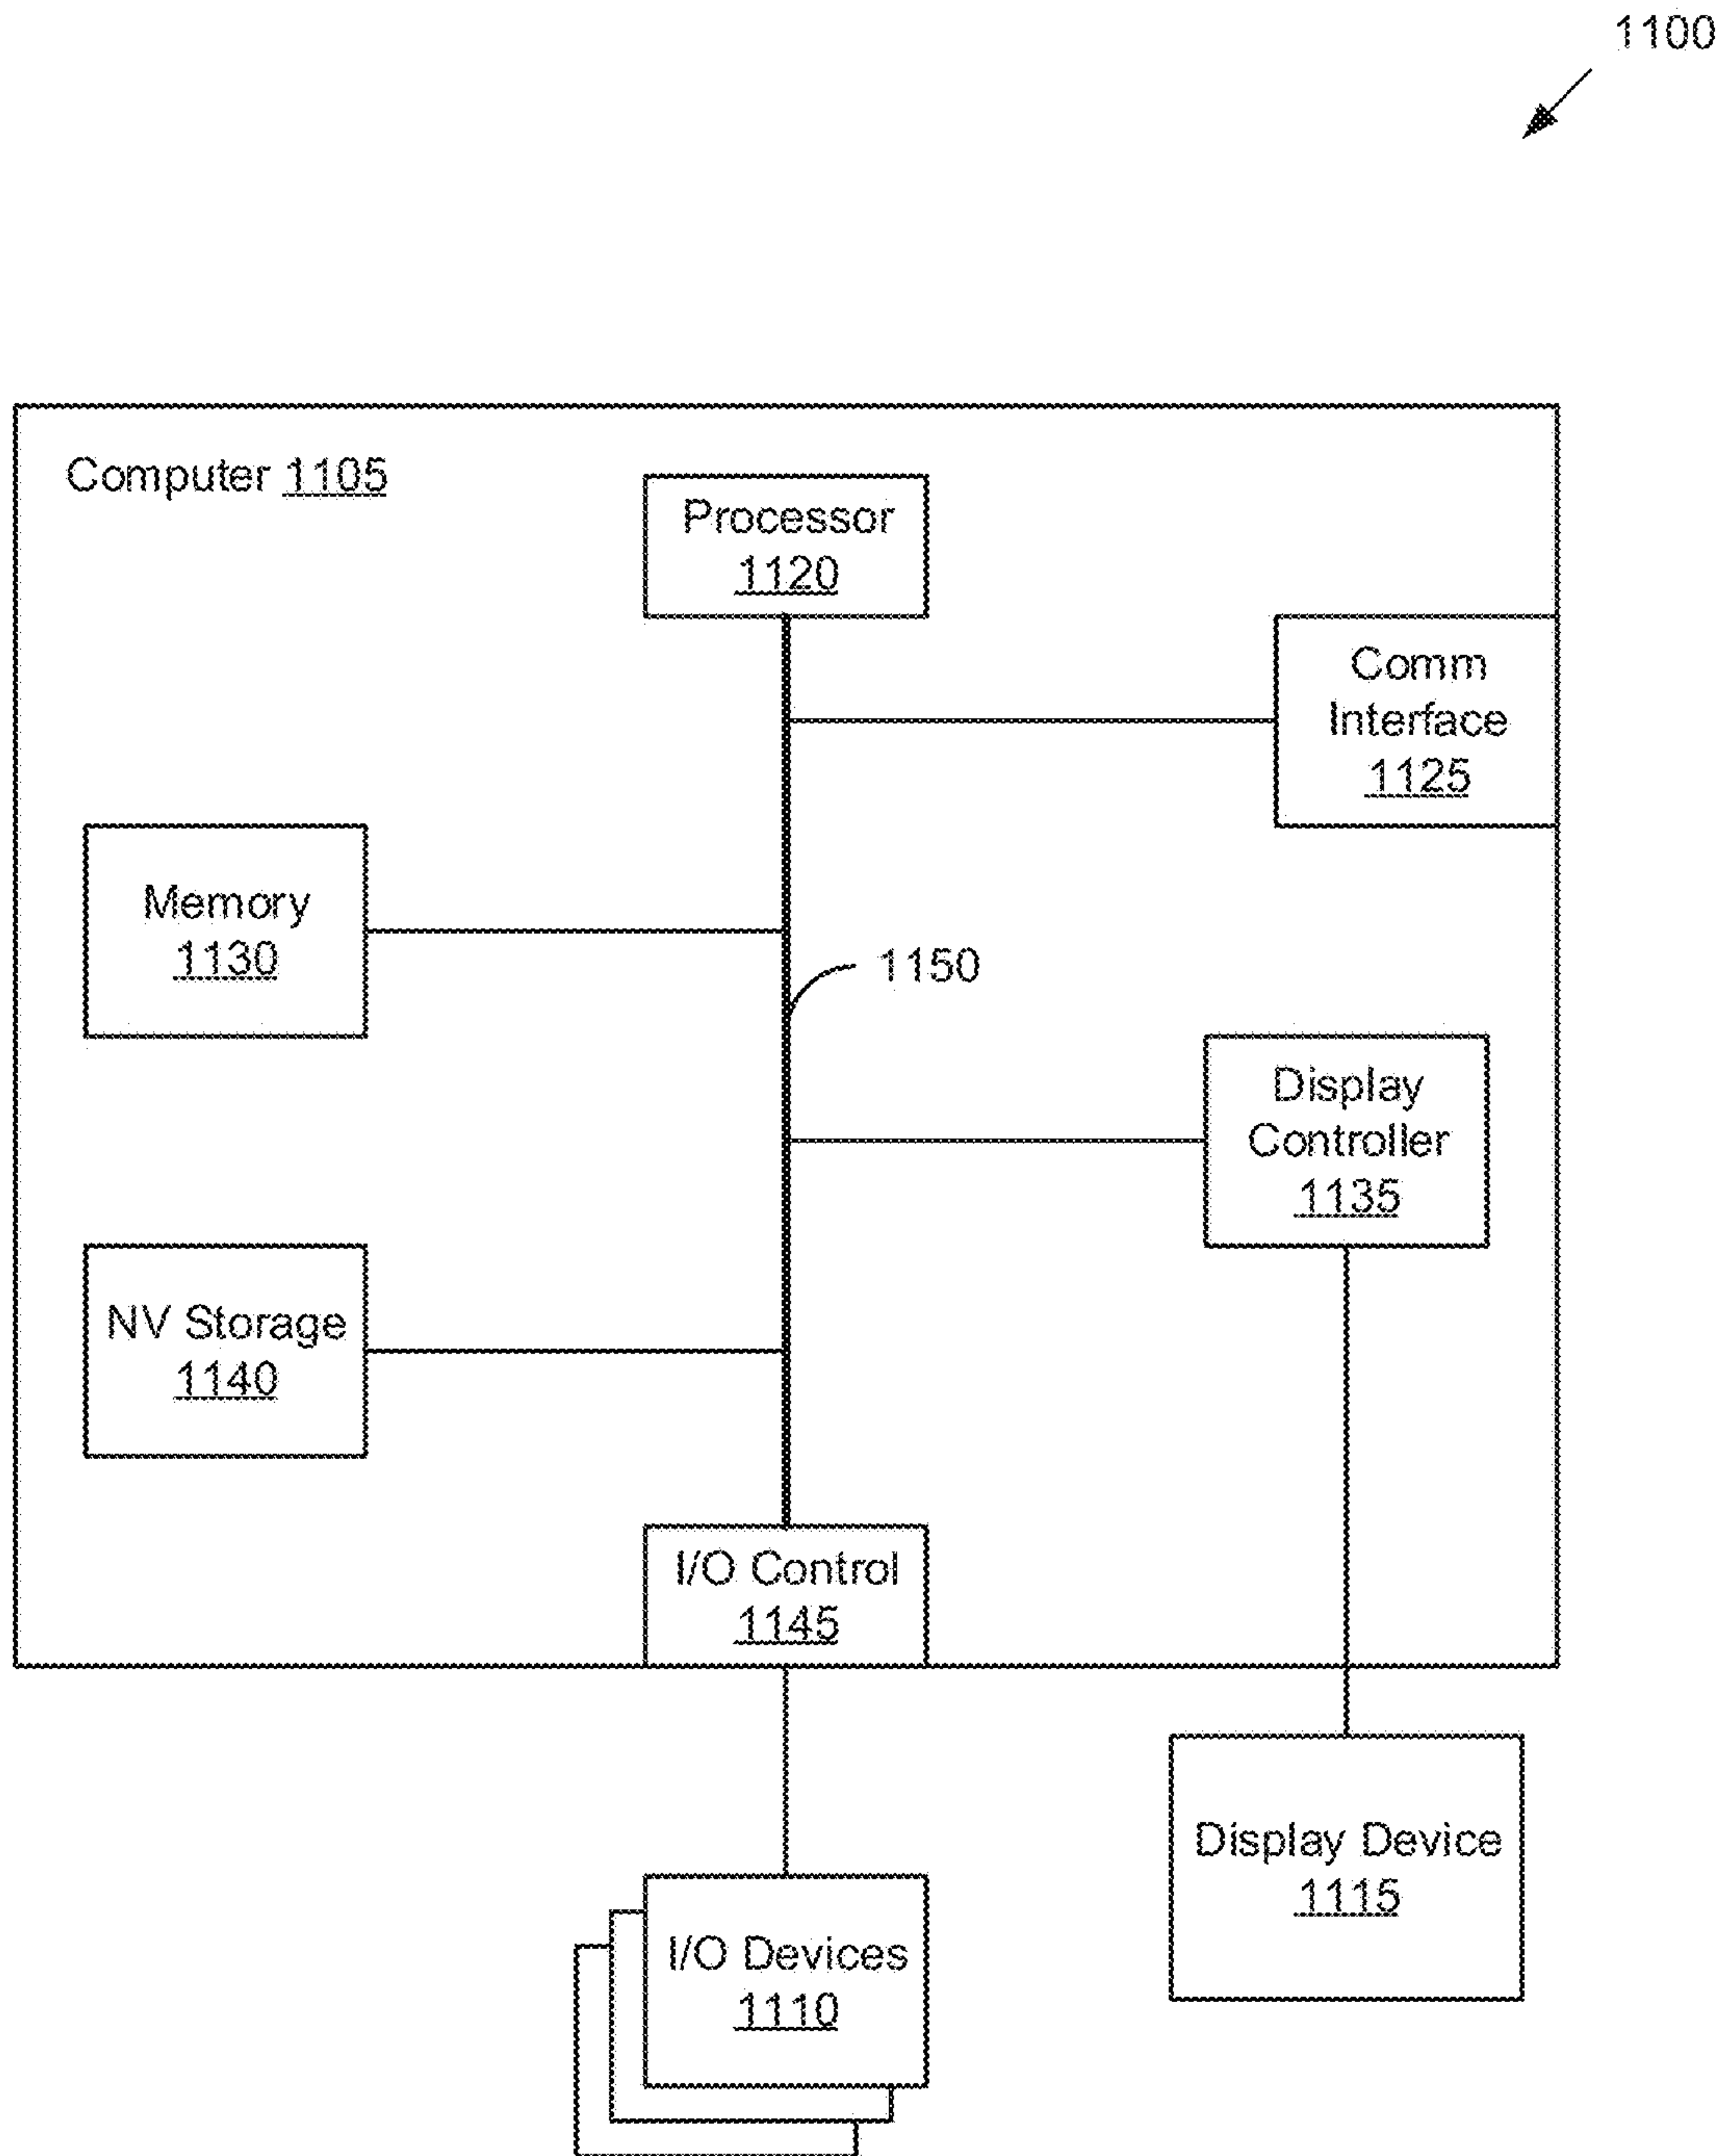 1100
Computer 1105
Processor
1120
Comm
Interface
1125
Memory
1130
1150
Display
Controller
1135
NV Storage
1140
I/O Control
1145
Display Device
1115
I/O Devices
1110